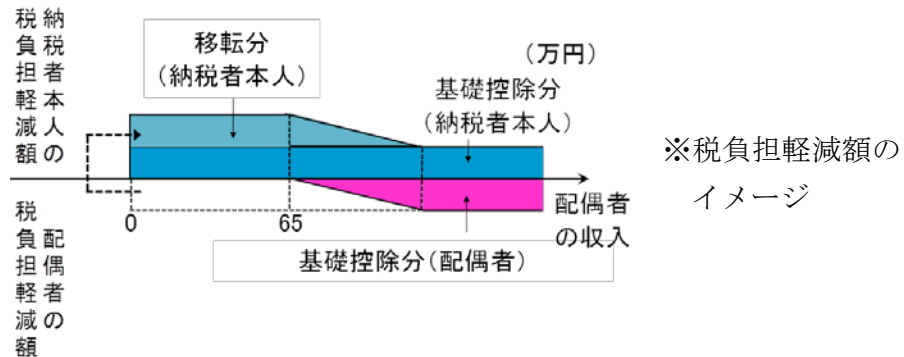 納税者本人の
税負担軽減額
移転分
(納税者本人)
(万円)
基礎控除分
(納税者本人)
※税負担軽減額の
イメージ
0
65
配偶者
の収入
基礎控除分(配偶者)
配偶者の
税負担軽減額